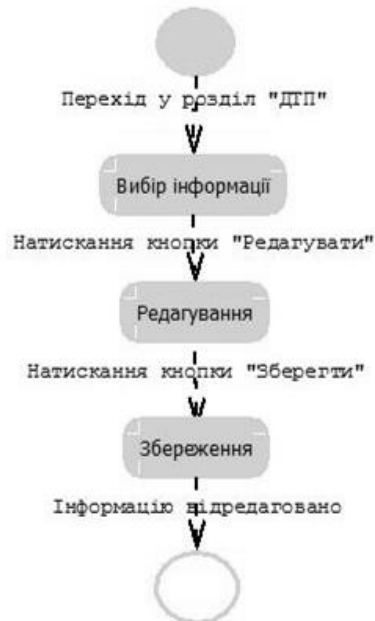 Перехід у розділ "ДТП"
Вибір інформації
Натискання кнопки "Редагувати"
Редагування
Натискання кнопки "Зберегти"
Збереження
Інформацію відредаговано